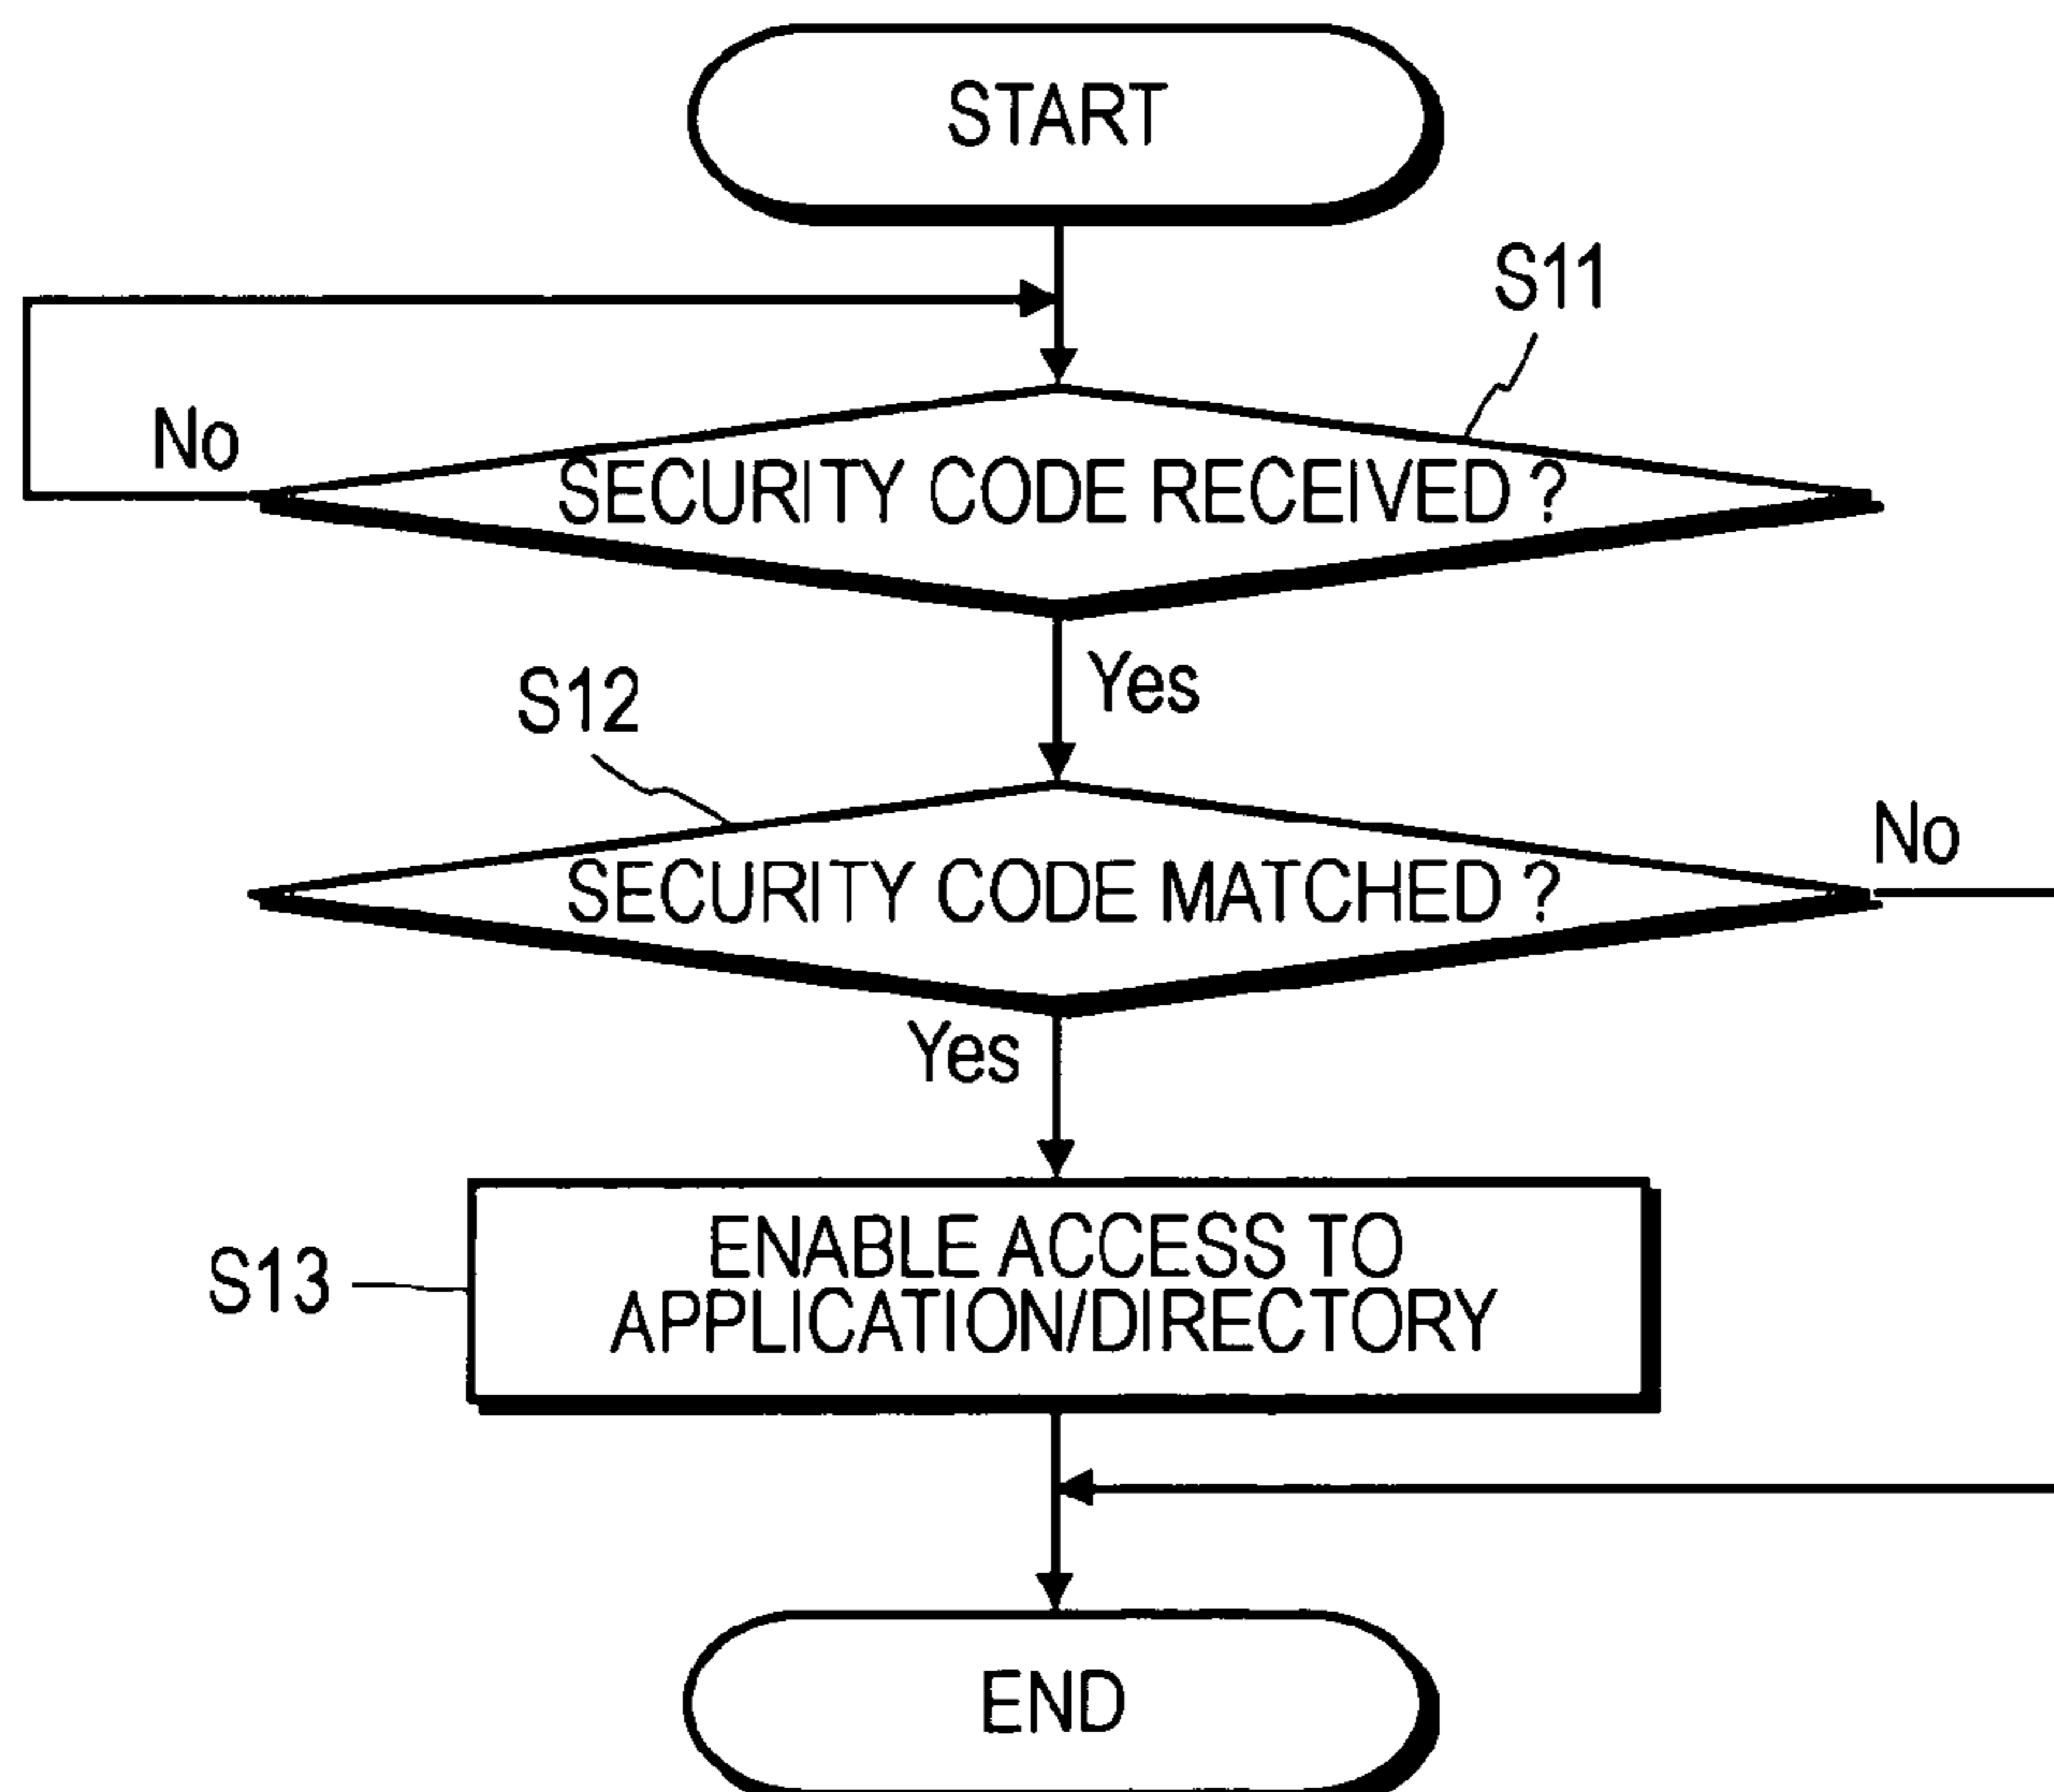 START
S11
No
SECURITY CODE RECEIVED ?
Yes
S12
No
SECURITY CODE MATCHED ?
Yes
S13
ENABLE ACCESS TO
APPLICATION/DIRECTORY
END